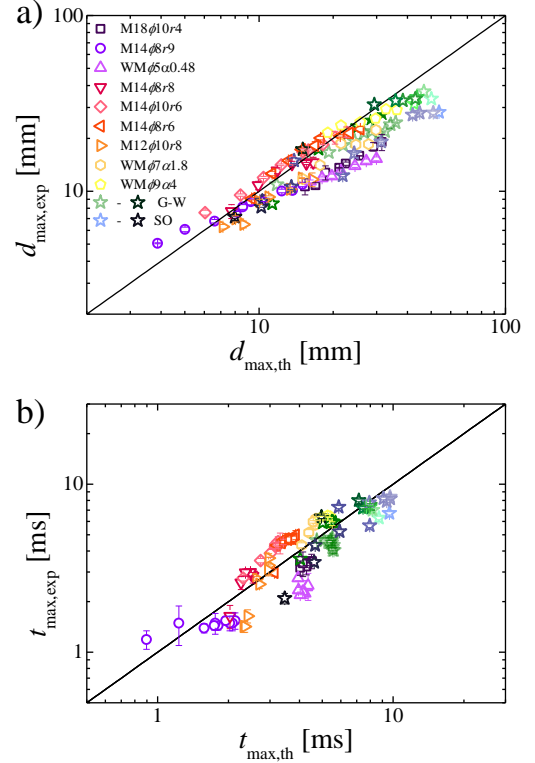 a)
100
M18ϕ10r4
M14ϕ8r9
WMϕ5α0.48
M14ϕ8r8
M14ϕ10r6
M14ϕ8r6
M12ϕ10r8
WMϕ7α1.8
WMϕ9α4
- G-W
- SO
10
d_max,exp [mm]
10 100
d_max,th [mm]
b)
10
1
t_max,exp [ms]
1 10
t_max,th [ms]